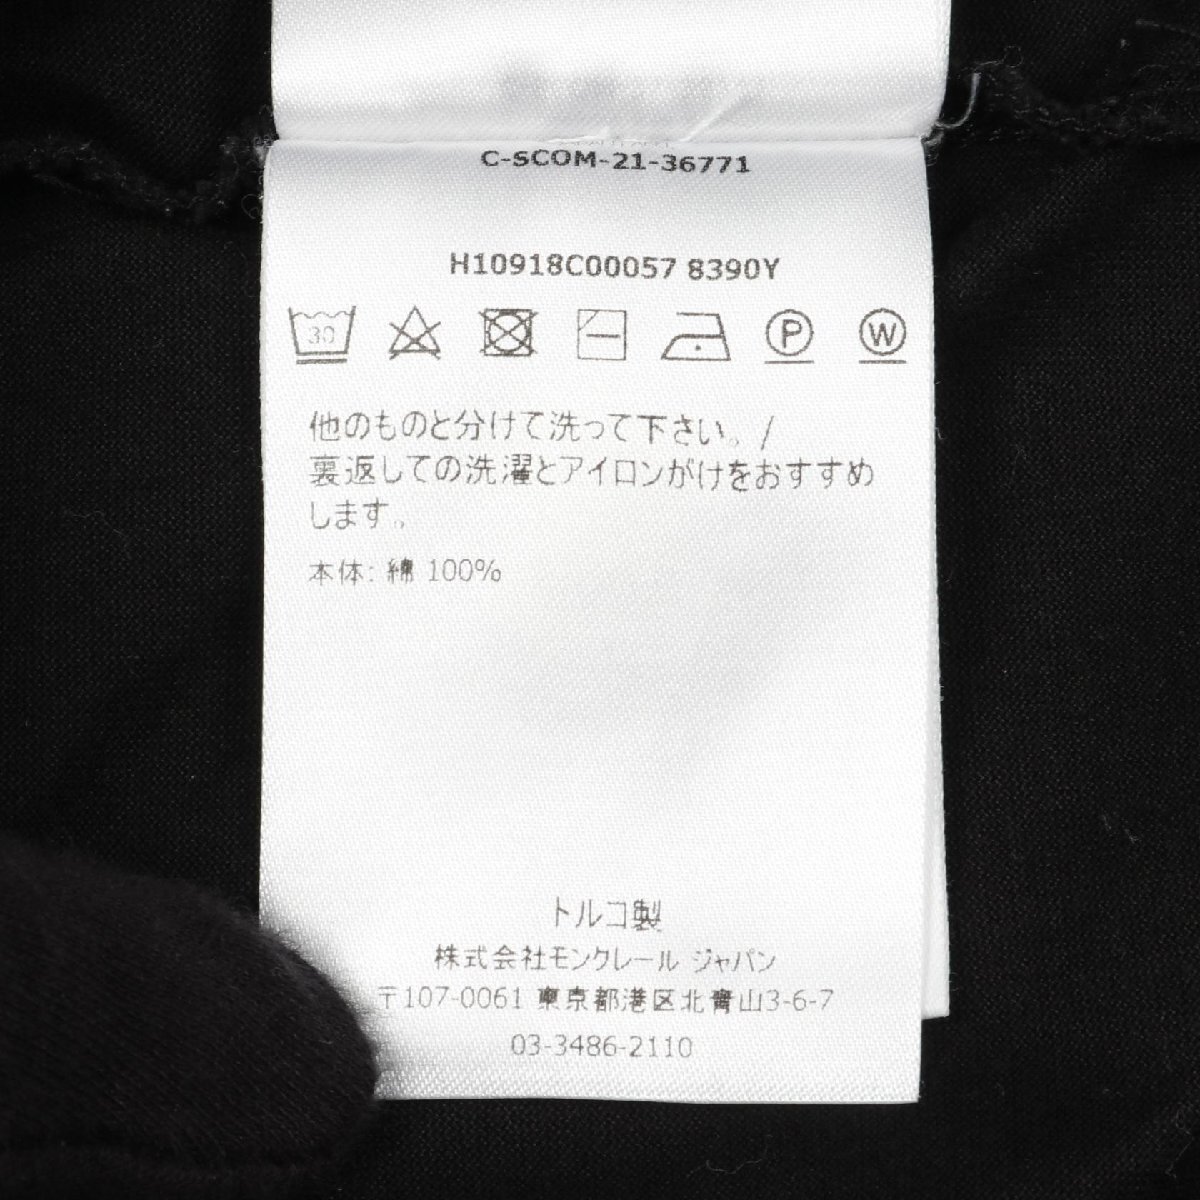 C-SCOM-21-36771
H10918C00057 8390Y
30
P
W
他のものと分けて洗って下さい。/
裏返しての洗濯とアイロンがけをおすすめ
します。
本体: 綿 100%
トルコ製
株式会社モンクレール ジャパン
〒107-0061 東京都港区北青山3-6-7
03-3486-2110